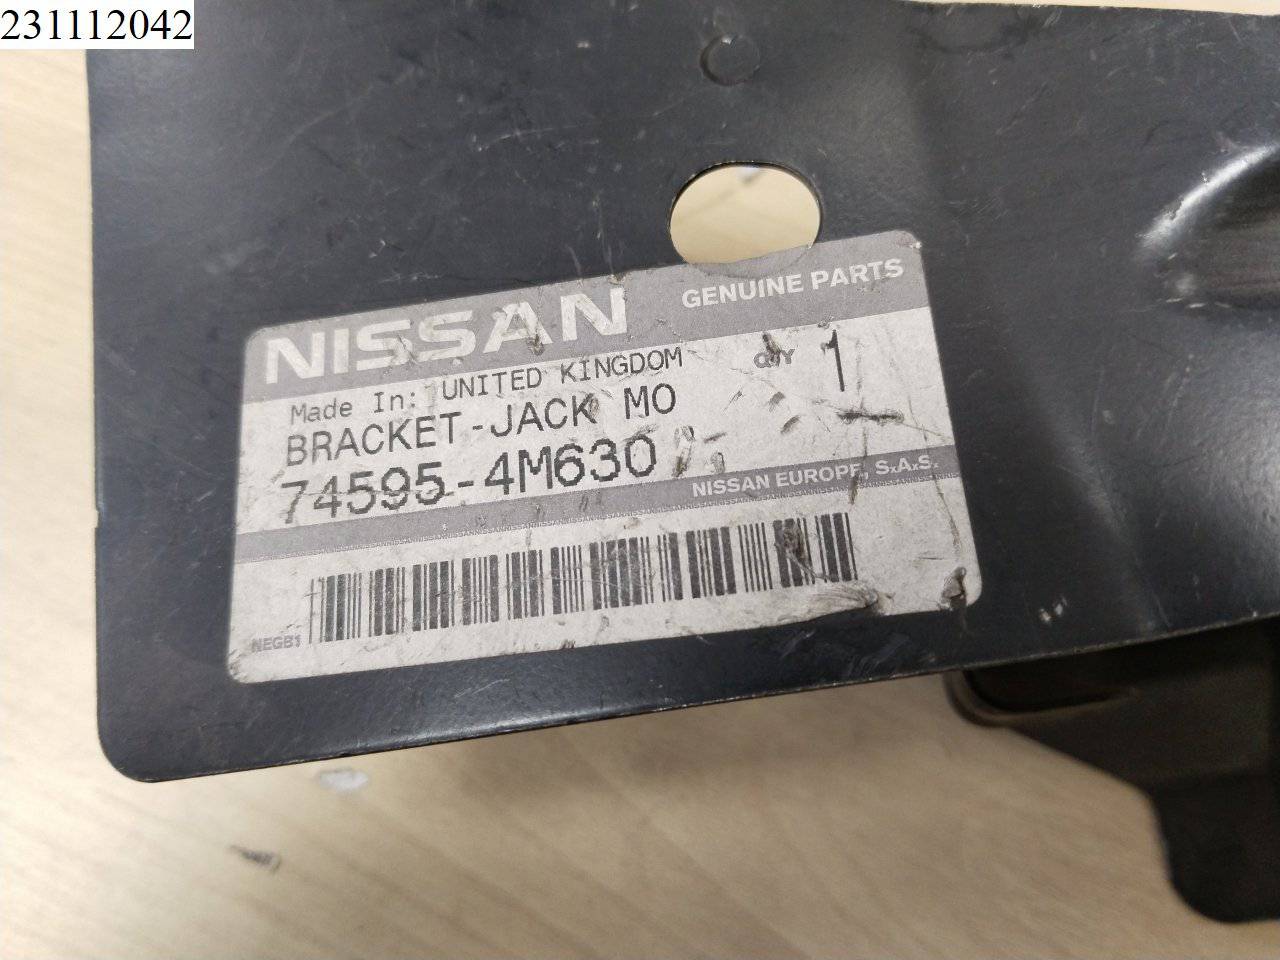 231112042
NISSAN GENUINE PARTS
Made In: UNITED KINGDOM QTY 1
BRACKET-JACK MO
74595-4M630
NISSAN EUROPE, S.A.S.
NEGB1